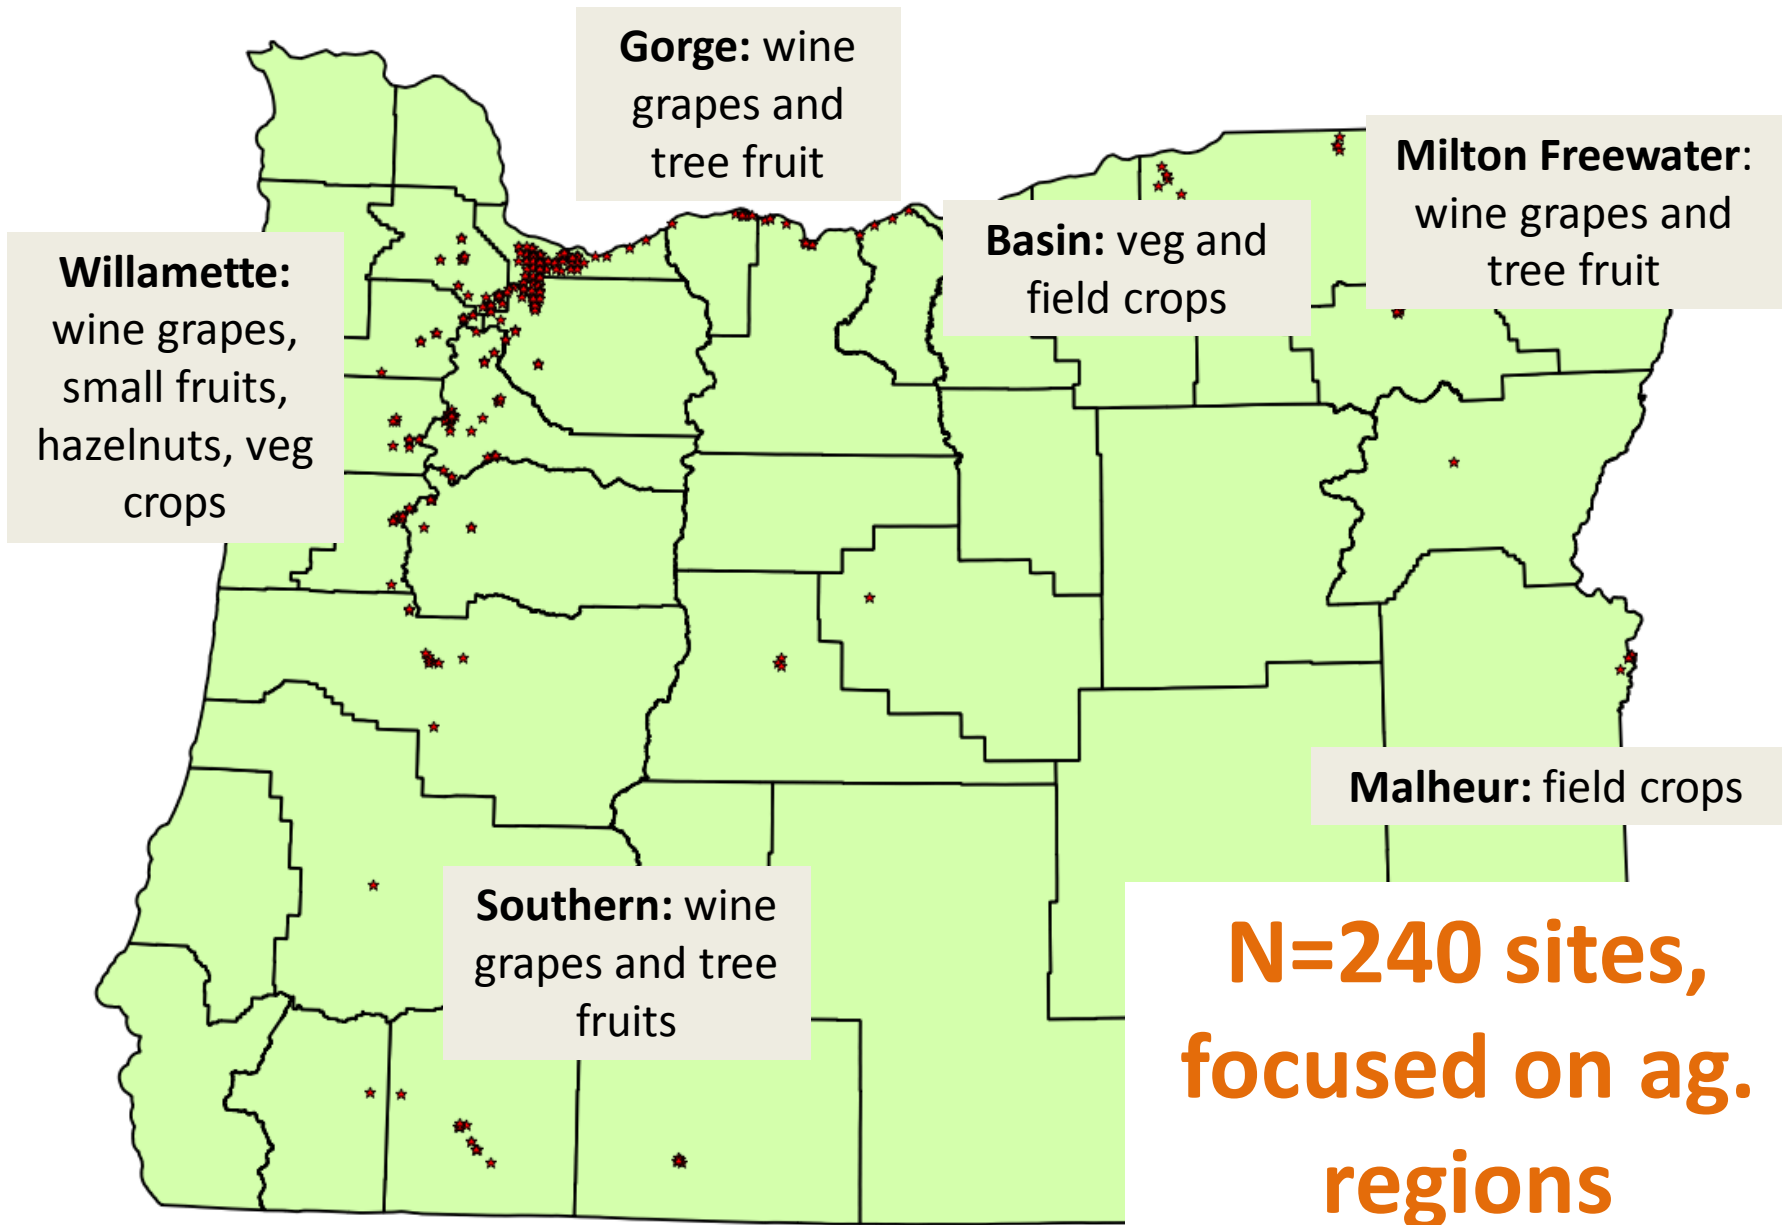 Gorge: wine
grapes and
tree fruit
Milton Freewater:
wine grapes and
tree fruit
Basin: veg and
field crops
Willamette:
wine grapes,
small fruits,
hazelnuts, veg
crops
Malheur: field crops
Southern: wine
grapes and tree
fruits
N=240 sites,
focused on ag.
regions